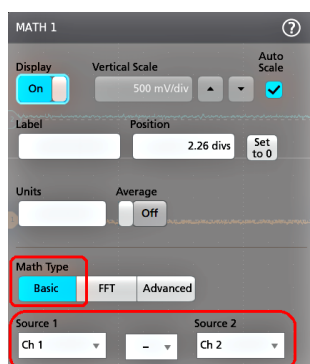 MATH 1 ?
Display Vertical Scale Auto Scale
On 500 mV/div
Label Position
2.26 divs Set to 0
Units Average
Off
Math Type
Basic FFT Advanced
Source 1 Source 2
Ch 1 – Ch 2